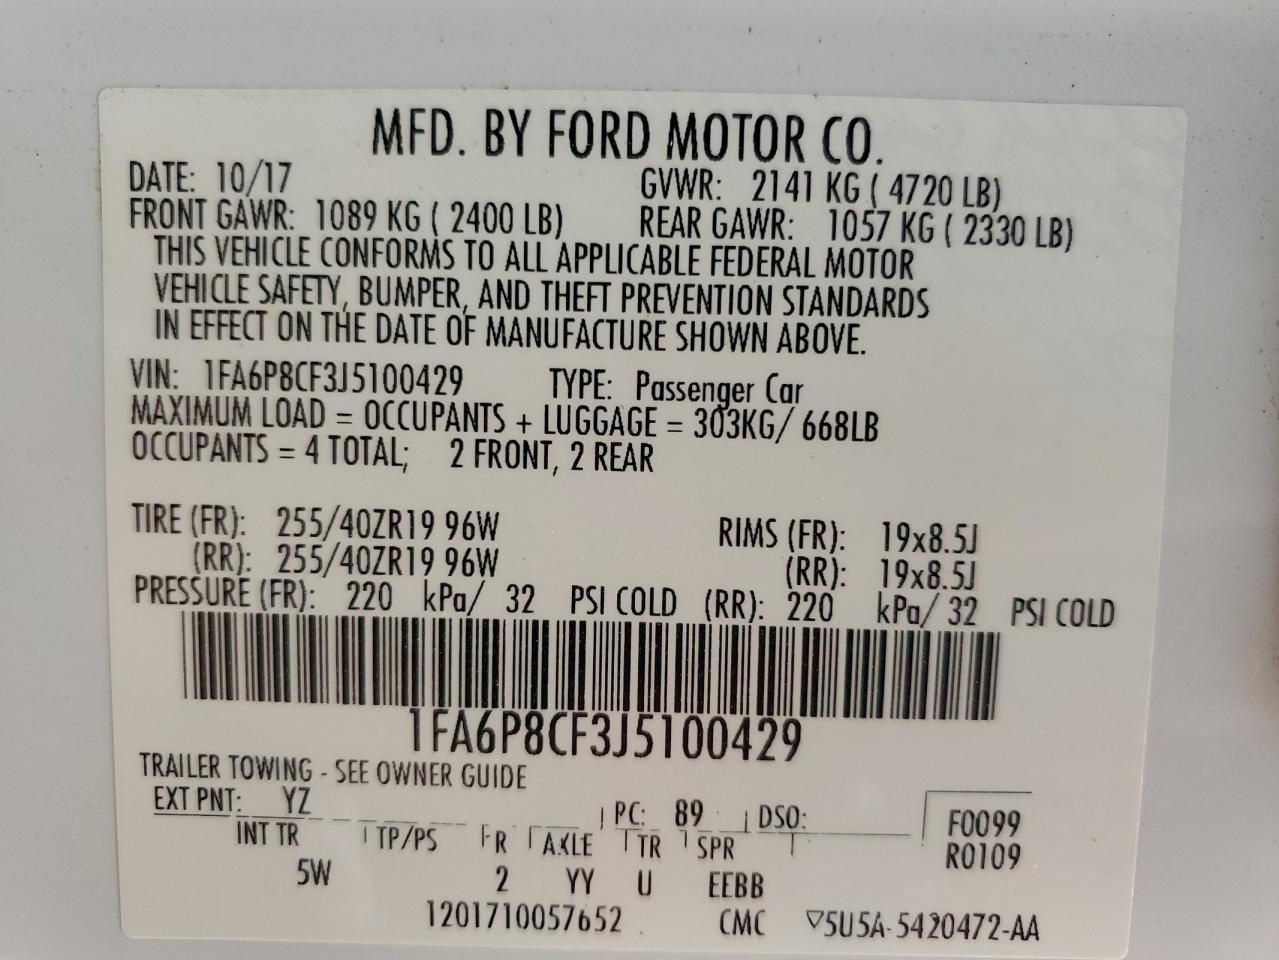 MFD. BY FORD MOTOR CO.
DATE: 10/17 GVWR: 2141 KG ( 4720 LB)
FRONT GAWR: 1089 KG ( 2400 LB) REAR GAWR: 1057 KG ( 2330 LB)
THIS VEHICLE CONFORMS TO ALL APPLICABLE FEDERAL MOTOR
VEHICLE SAFETY, BUMPER, AND THEFT PREVENTION STANDARDS
IN EFFECT ON THE DATE OF MANUFACTURE SHOWN ABOVE.
VIN: 1FA6P8CF3J5100429 TYPE: Passenger Car
MAXIMUM LOAD = OCCUPANTS + LUGGAGE = 303KG/ 668LB
OCCUPANTS = 4 TOTAL; 2 FRONT, 2 REAR
TIRE (FR): 255/40ZR19 96W RIMS (FR): 19x8.5J
(RR): 255/40ZR19 96W (RR): 19x8.5J
PRESSURE (FR): 220 kPa/ 32 PSI COLD (RR): 220 kPa/ 32 PSI COLD
1FA6P8CF3J5100429
TRAILER TOWING - SEE OWNER GUIDE
EXT PNT: YZ PC: 89 DSO: F0099
INT TR TP/PS R AXLE TR SPR R0109
5W 2 YY U EEBB
1201710057652 CMC ▽5U5A-5420472-AA